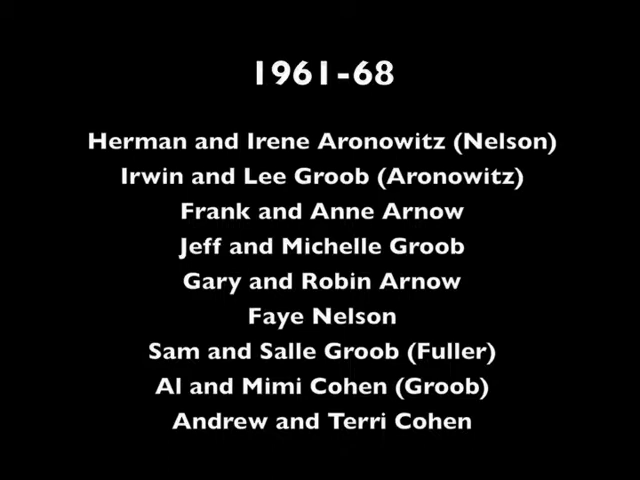 1961-68
Herman and Irene Aronowitz (Nelson)
Irwin and Lee Groob (Aronowitz)
Frank and Anne Arnow
Jeff and Michelle Groob
Gary and Robin Arnow
Faye Nelson
Sam and Salle Groob (Fuller)
Al and Mimi Cohen (Groob)
Andrew and Terri Cohen